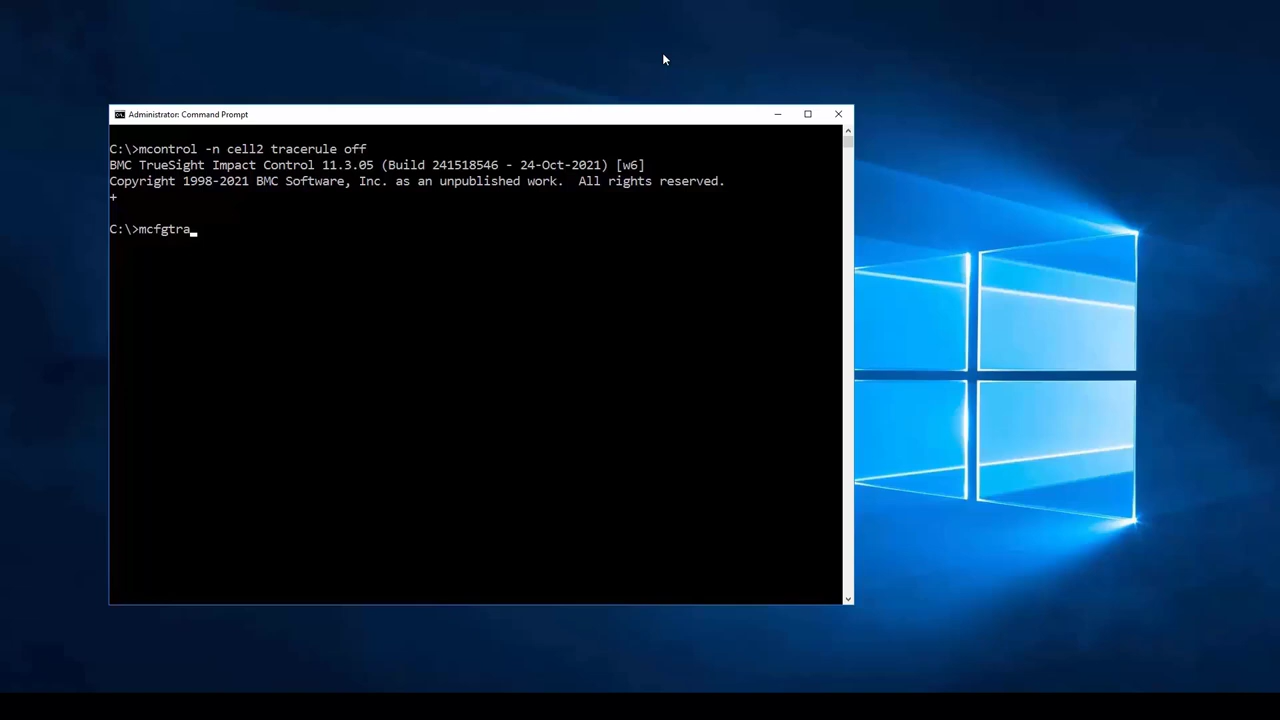 Administrator: Command Prompt
C:\>mcontrol -n cell2 tracerule off
BMC TrueSight Impact Control 11.3.05 (Build 241518546 - 24-Oct-2021) [w6]
Copyright 1998-2021 BMC Software, Inc. as an unpublished work.  All rights reserved.
+
C:\>mcfgtra_